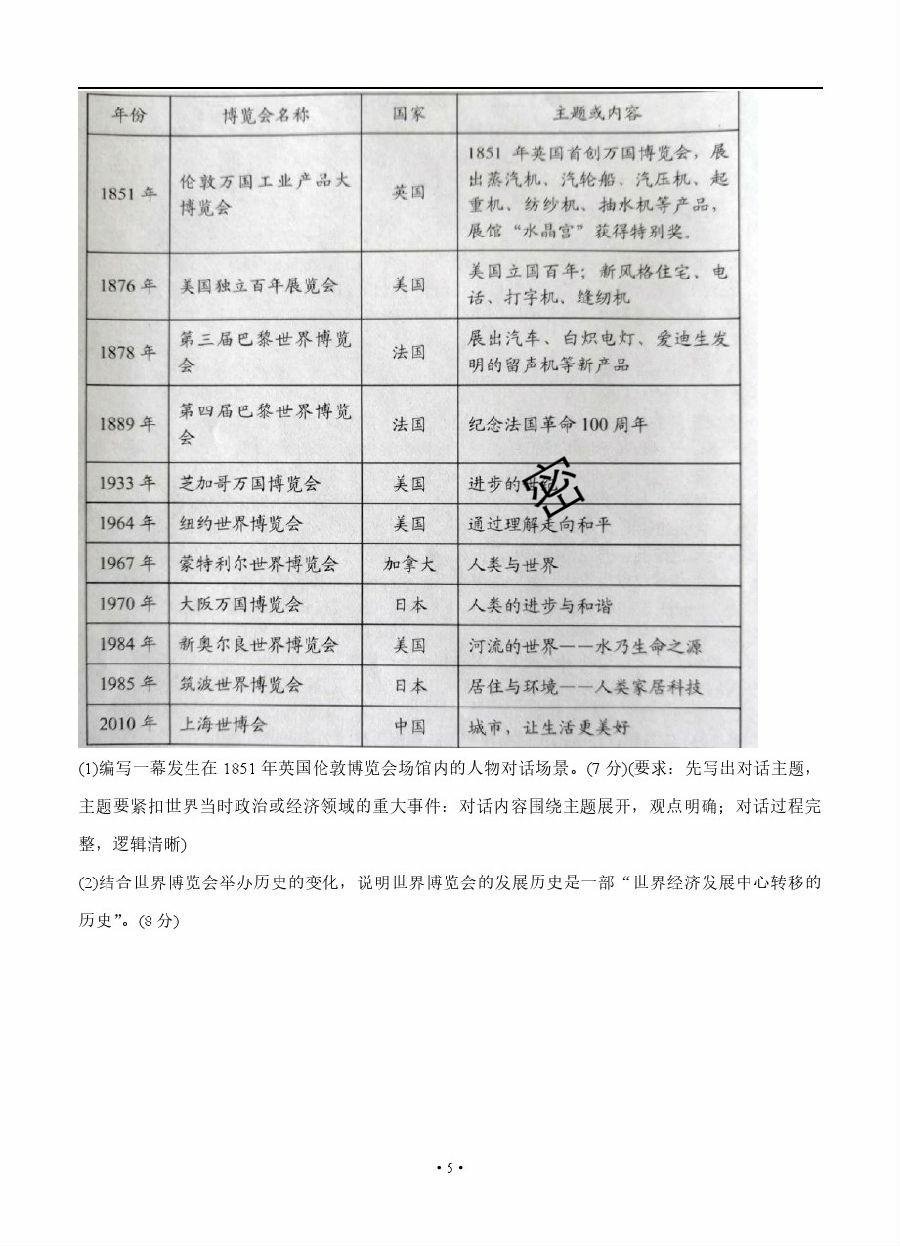 年份 博览会名称 国家 主题或内容
1851 年英国首创万国博览会，展
伦敦万国工业产品大 出蒸汽机、汽轮船、汽压机、起
1851 年 英国
博览会 重机、纺纱机、抽水机等产品，
展馆“水晶宫”获得特别奖。
美国立国百年；新风格住宅、电
1876 年 美国独立百年展览会 美国
话、打字机、缝纫机
第三届巴黎世界博览 展出汽车、白炽电灯、爱迪生发
1878 年 法国
会 明的留声机等新产品
第四届巴黎世界博览
1889 年 法国 纪念法国革命 100 周年
会
1933 年 芝加哥万国博览会 美国 进步的
密
1964 年 纽约世界博览会 美国 通过理解走向和平
1967 年 蒙特利尔世界博览会 加拿大 人类与世界
1970 年 大阪万国博览会 日本 人类的进步与和谐
1984 年 新奥尔良世界博览会 美国 河流的世界——水乃生命之源
1985 年 筑波世界博览会 日本 居住与环境——人类家居科技
2010 年 上海世博会 中国 城市，让生活更美好
(1)编写一幕发生在 1851 年英国伦敦博览会场馆内的人物对话场景。(7 分)(要求：先写出对话主题，
主题要紧扣世界当时政治或经济领域的重大事件：对话内容围绕主题展开，观点明确；对话过程完
整，逻辑清晰)
(2)结合世界博览会举办历史的变化，说明世界博览会的发展历史是一部“世界经济发展中心转移的
历史”。(8 分)
·5·